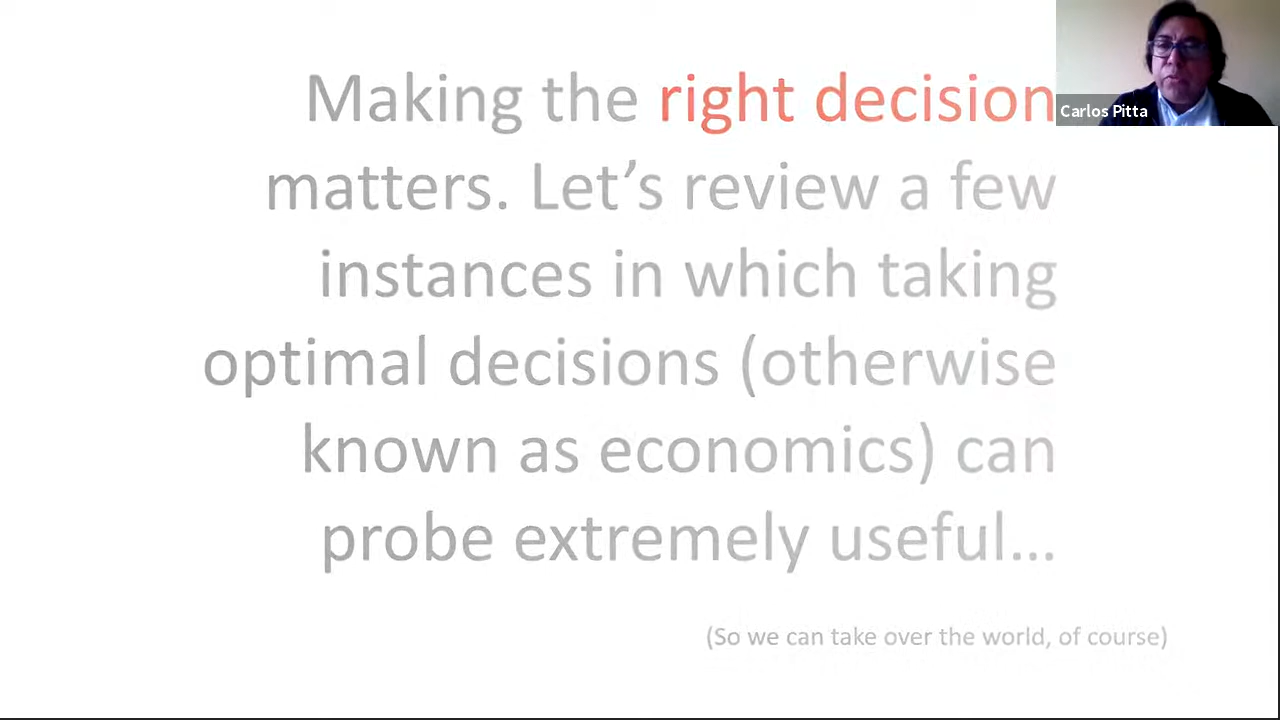 Making the right decision
matters. Let’s review a few
instances in which taking
optimal decisions (otherwise
known as economics) can
probe extremely useful...
(So we can take over the world, of course)
Carlos Pitta